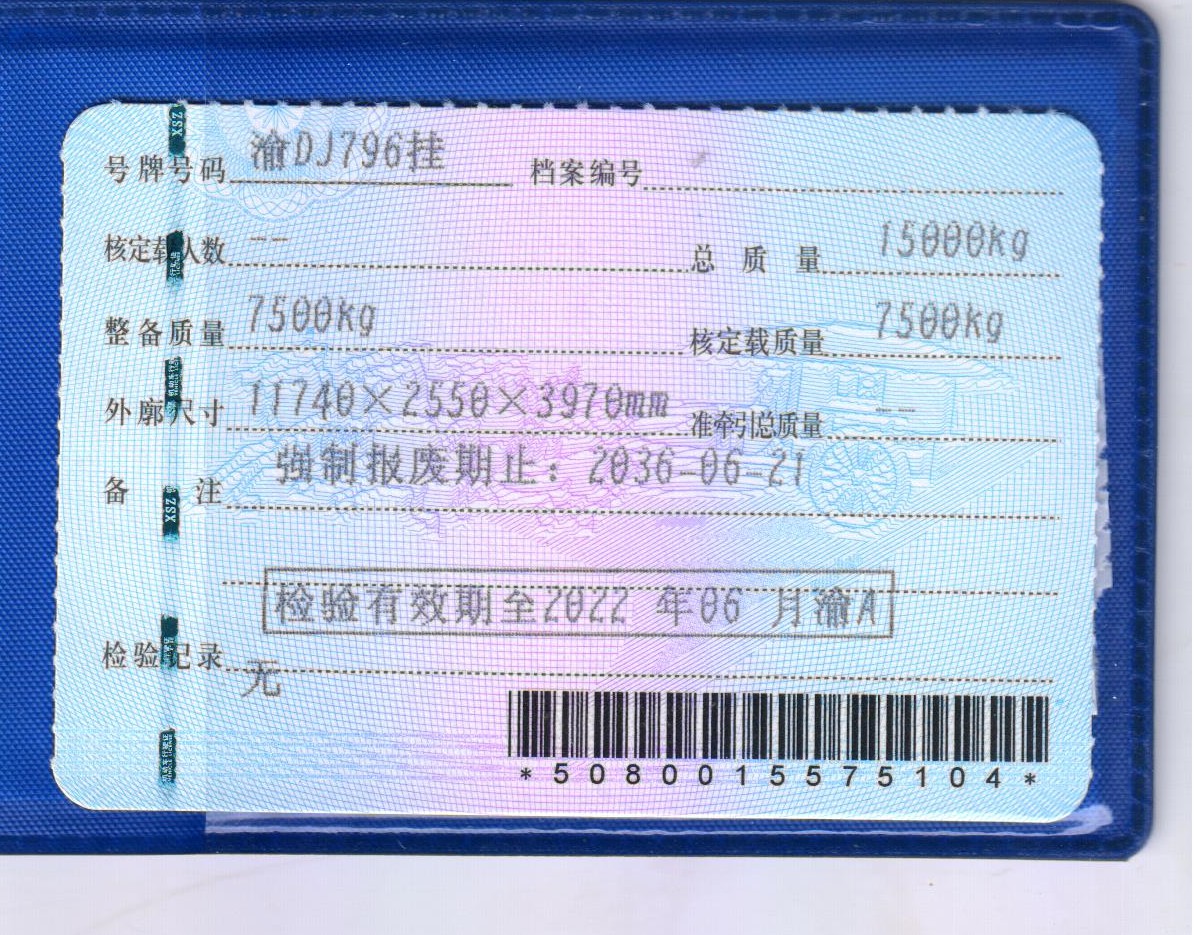 号牌号码 渝DJ796挂 档案编号
核定载人数 -- 总质量 15000kg
整备质量 7500kg 核定载质量 7500kg
外廓尺寸 11740×2550×3970mm 准牵引总质量 --
备注 强制报废期止：2036-06-21
检验有效期至2022 年06 月渝A
检验记录 无
*5080015575104*
XSZ
XSZ